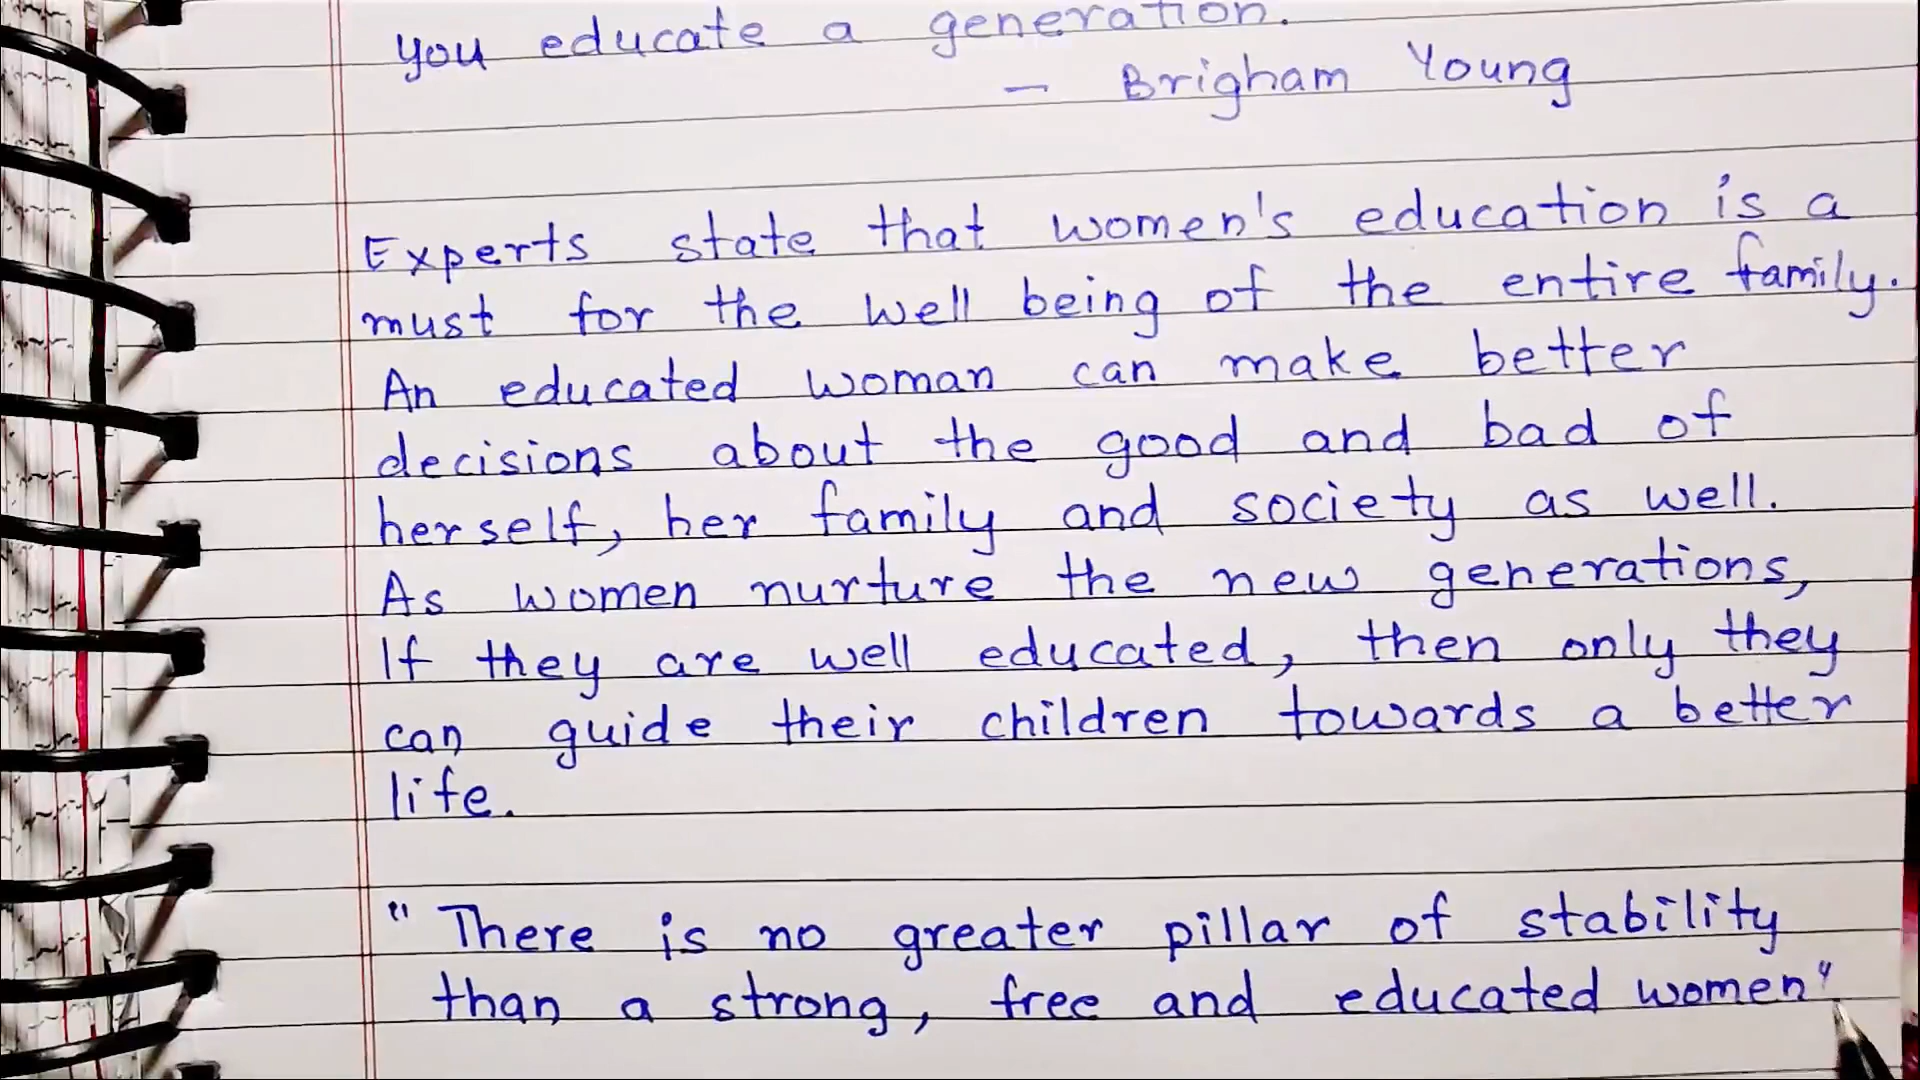 you educate a generation.
— Brigham Young
Experts state that women's education is a
must for the well being of the entire family.
An educated woman can make better
decisions about the good and bad of
herself, her family and society as well.
As women nurture the new generations,
If they are well educated, then only they
can guide their children towards a better
life.
"There is no greater pillar of stability
than a strong, free and educated women"